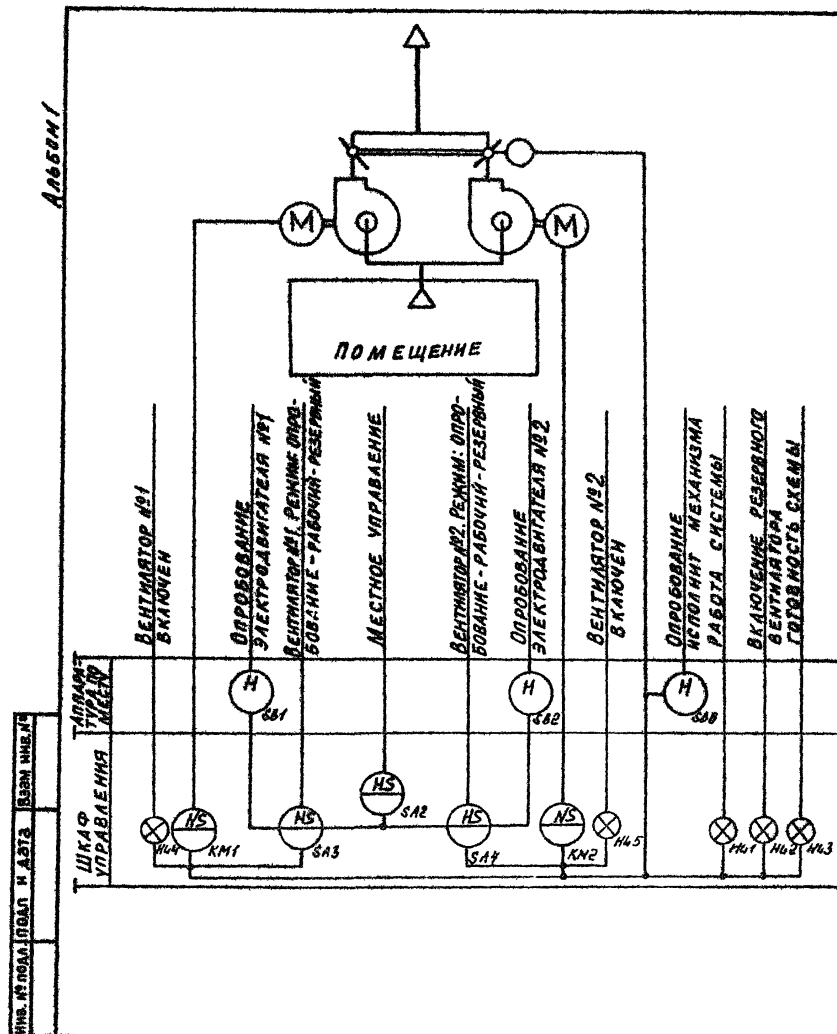 Альбом 1
М
М
ПОМЕЩЕНИЕ
ВЕНТИЛЯТОР №1
ВКЛЮЧЕН
ОПРОБОВАНИЕ
ЭЛЕКТРОДВИГАТЕЛЯ №1
ВЕНТИЛЯТОР №1. РЕЖИМ: ОПРО-
БОВАНИЕ-РАБОЧИЙ-РЕЗЕРВНЫЙ
МЕСТНОЕ УПРАВЛЕНИЕ
ВЕНТИЛЯТОР №2. РЕЖИМ: ОПРО-
БОВАНИЕ-РАБОЧИЙ-РЕЗЕРВНЫЙ
ОПРОБОВАНИЕ
ЭЛЕКТРОДВИГАТЕЛЯ №2
ВЕНТИЛЯТОР №2
ВКЛЮЧЕН
ОПРОБОВАНИЕ
ИСПОЛНИТ МЕХАНИЗМА
РАБОТА СИСТЕМЫ
ВКЛЮЧЕНИЕ РЕЗЕРВНОГО
ВЕНТИЛЯТОРА
ГОТОВНОСТЬ СХЕМЫ
АППАРА-
ТУРА ПО
МЕСТУ
H
SB1
H
SB2
H
ШКАФ
УПРАВЛЕНИЯ
HL4
HS
KM1
HS
SA3
HS
SA2
HS
SA4
HS
KM2
HL5
HL1
HL2
HL3
ИНВ. № ПОДЛ.
ПОДП И ДАТА
ВЗАМ ИНВ. №